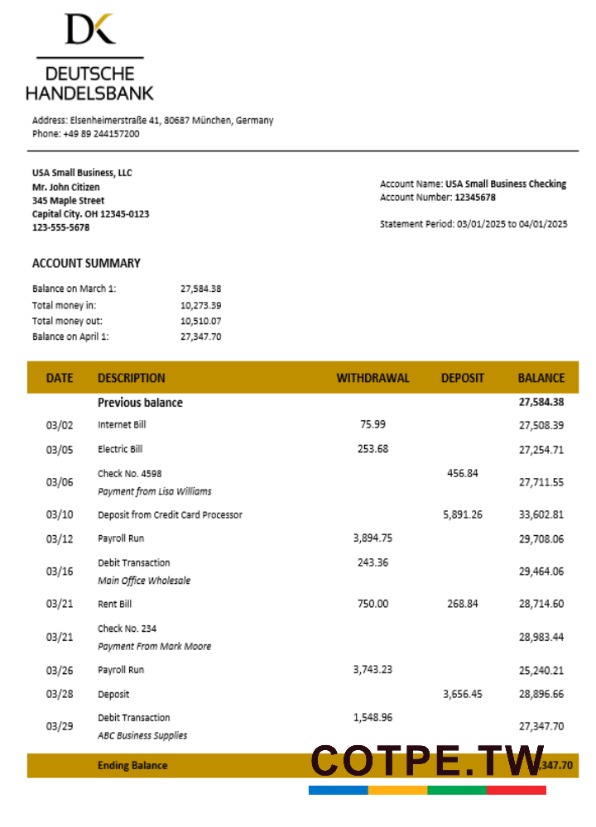 DK
DEUTSCHE
HANDELSBANK
Address: Elsenheimerstraße 41, 80687 München, Germany
Phone: +49 89 244157200
USA Small Business, LLC
Mr. John Citizen
345 Maple Street
Capital City. OH 12345-0123
123-555-5678
Account Name: USA Small Business Checking
Account Number: 12345678
Statement Period: 03/01/2025 to 04/01/2025
ACCOUNT SUMMARY
Balance on March 1: 27,584.38
Total money in: 10,273.39
Total money out: 10,510.07
Balance on April 1: 27,347.70
DATE DESCRIPTION WITHDRAWAL DEPOSIT BALANCE
Previous balance 27,584.38
03/02 Internet Bill 75.99 27,508.39
03/05 Electric Bill 253.68 27,254.71
03/06 Check No. 4598 456.84 27,711.55
Payment from Lisa Williams
03/10 Deposit from Credit Card Processor 5,891.26 33,602.81
03/12 Payroll Run 3,894.75 29,708.06
03/16 Debit Transaction 243.36 29,464.06
Main Office Wholesale
03/21 Rent Bill 750.00 268.84 28,714.60
03/21 Check No. 234 28,983.44
Payment From Mark Moore
03/26 Payroll Run 3,743.23 25,240.21
03/28 Deposit 3,656.45 28,896.66
03/29 Debit Transaction 1,548.96 27,347.70
ABC Business Supplies
Ending Balance ,347.70
COTPE.TW